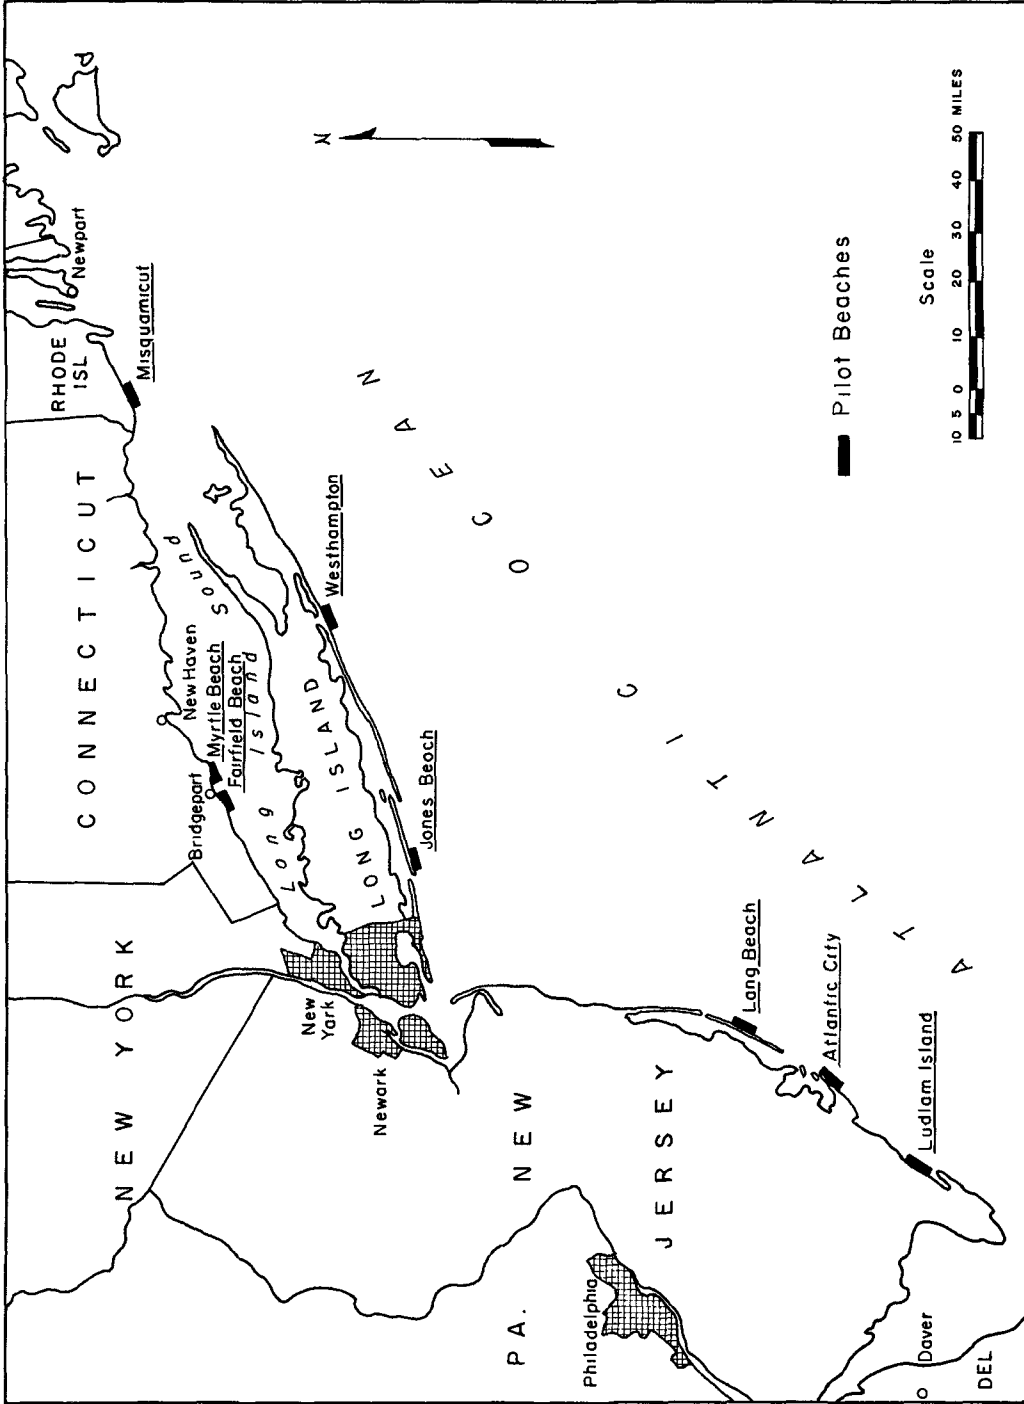 CONNECTICUT
RHODE
ISL
Newpart
NEW YORK
Misquamicut
Bridgepart
New Haven
Myrtle Beach
Fairfield Beach
Long Island Sound
New
Yark
LONG ISLAND
Westhampton
N
Newark
Jones Beach
PA.
NEW
Philadelphia
JERSEY
ATLANTIC OCEAN
Lang Beach
Atlantic City
Pilot Beaches
Ludlam Island
Daver
DEL
Scale
10 5 0 10 20 30 40 50 MILES